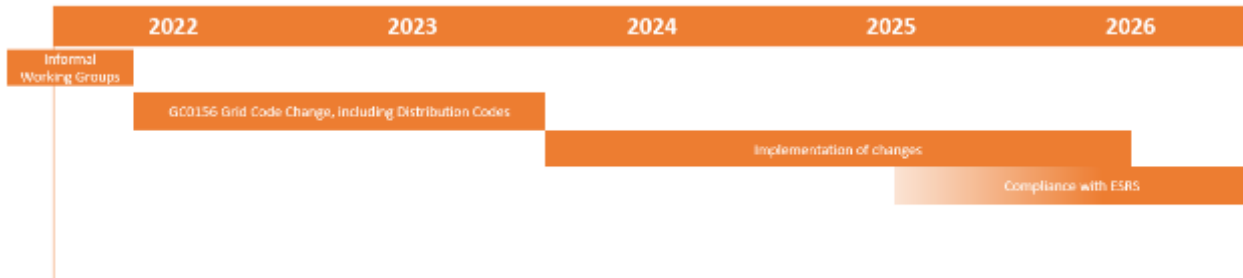 2022 2023 2024 2025 2026
Informal
Working Groups
GC0156 Grid Code Change, including Distribution Codes
Implementation of changes
Compliance with ESRS